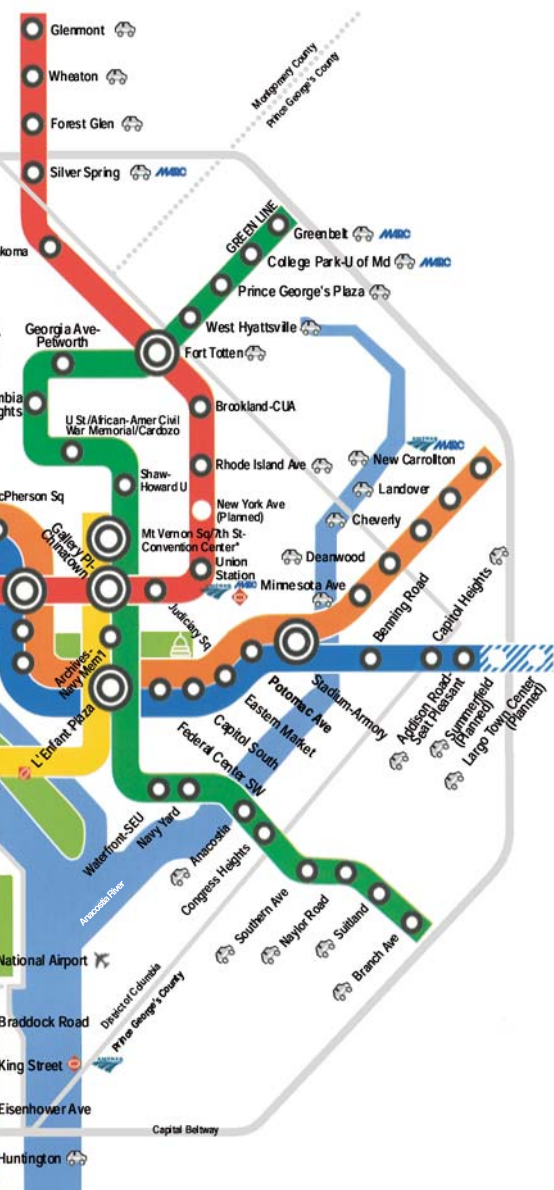 Glenmont
Wheaton
Forest Glen
Silver Spring
MARC
Montgomery County
Prince George's County
koma
GREEN LINE
Greenbelt
MARC
College Park-U of Md
MARC
Prince George's Plaza
West Hyattsville
Georgia Ave-
Petworth
Fort Totten
mbia
ghts
Brookland-CUA
U St/African-Amer Civil
War Memorial/Cardozo
MARC
New Carrollton
Rhode Island Ave
Shaw-
Howard U
Landover
cPherson Sq
New York Ave
(Planned)
Cheverly
Gallery Pl-
Chinatown
Mt Vernon Sq/7th St-
Convention Center*
Deanwood
Union
Station
MARC
Minnesota Ave
Judiciary Sq
Benning Road
Capitol Heights
Archives-
Navy Mem'l
L'Enfant Plaza
Potomac Ave
Stadium-Armory
Addison Road-
Seat Pleasant
Summerfield
(Planned)
Largo Town Center
(Planned)
Eastern Market
Capitol South
Federal Center SW
Waterfront-SEU
Navy Yard
Anacostia
Congress Heights
Anacostia River
Southern Ave
Naylor Road
Suitland
Branch Ave
National Airport
District of Columbia
Prince George's County
Braddock Road
King Street
Eisenhower Ave
Capital Beltway
Huntington